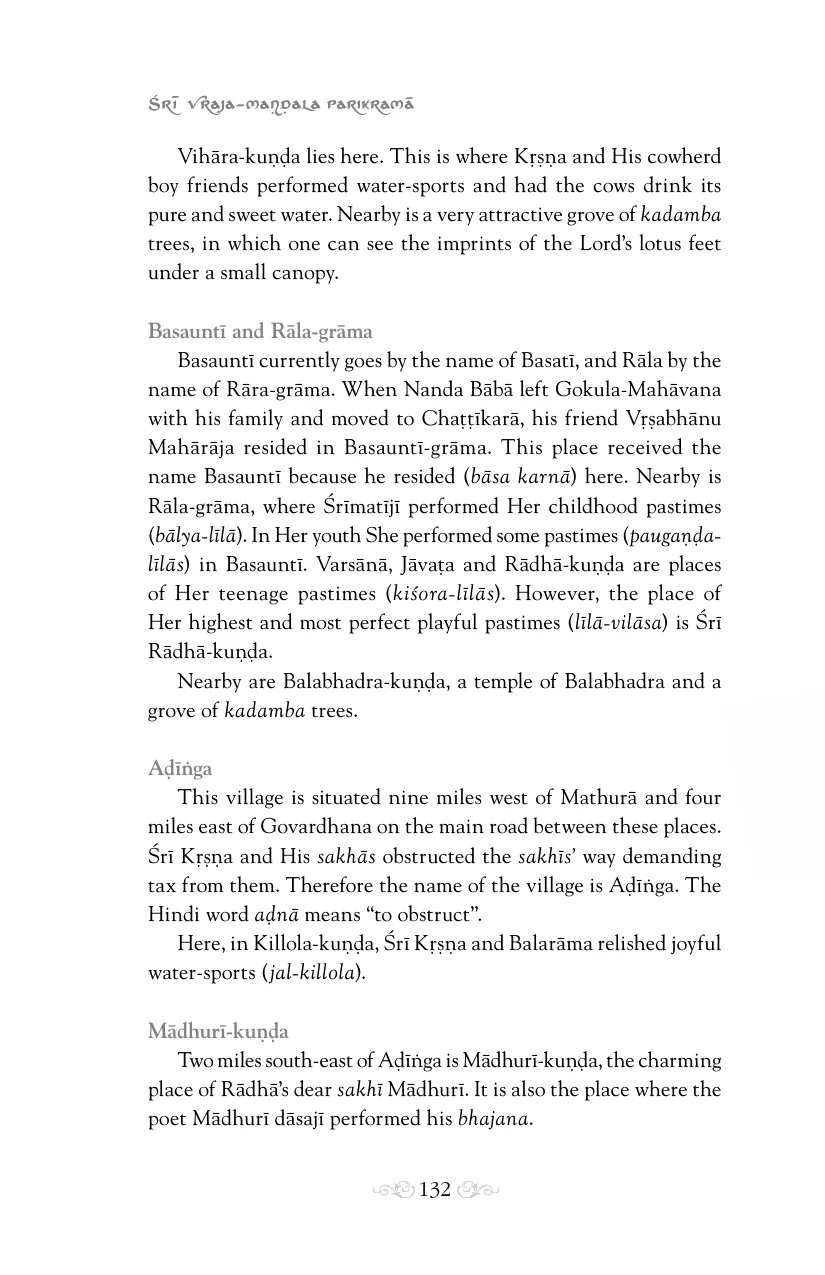 Śrī Vraja-maṇḍala Parikramā
Vihāra-kuṇḍa lies here. This is where Kṛṣṇa and His cowherd
boy friends performed water-sports and had the cows drink its
pure and sweet water. Nearby is a very attractive grove of kadamba
trees, in which one can see the imprints of the Lord’s lotus feet
under a small canopy.
Basauntī and Rāla-grāma
Basauntī currently goes by the name of Basatī, and Rāla by the
name of Rāra-grāma. When Nanda Bābā left Gokula-Mahāvana
with his family and moved to Chaṭṭīkarā, his friend Vṛṣabhānu
Mahārāja resided in Basauntī-grāma. This place received the
name Basauntī because he resided (bāsa karnā) here. Nearby is
Rāla-grāma, where Śrīmatījī performed Her childhood pastimes
(bālya-līlā). In Her youth She performed some pastimes (paugaṇḍa-
līlās) in Basauntī. Varsānā, Jāvaṭa and Rādhā-kuṇḍa are places
of Her teenage pastimes (kiśora-līlās). However, the place of
Her highest and most perfect playful pastimes (līlā-vilāsa) is Śrī
Rādhā-kuṇḍa.
Nearby are Balabhadra-kuṇḍa, a temple of Balabhadra and a
grove of kadamba trees.
Aḍīṅga
This village is situated nine miles west of Mathurā and four
miles east of Govardhana on the main road between these places.
Śrī Kṛṣṇa and His sakhās obstructed the sakhīs’ way demanding
tax from them. Therefore the name of the village is Aḍīṅga. The
Hindi word aḍnā means “to obstruct”.
Here, in Killola-kuṇḍa, Śrī Kṛṣṇa and Balarāma relished joyful
water-sports (jal-killola).
Mādhurī-kuṇḍa
Two miles south-east of Aḍīṅga is Mādhurī-kuṇḍa, the charming
place of Rādhā’s dear sakhī Mādhurī. It is also the place where the
poet Mādhurī dāsajī performed his bhajana.
132